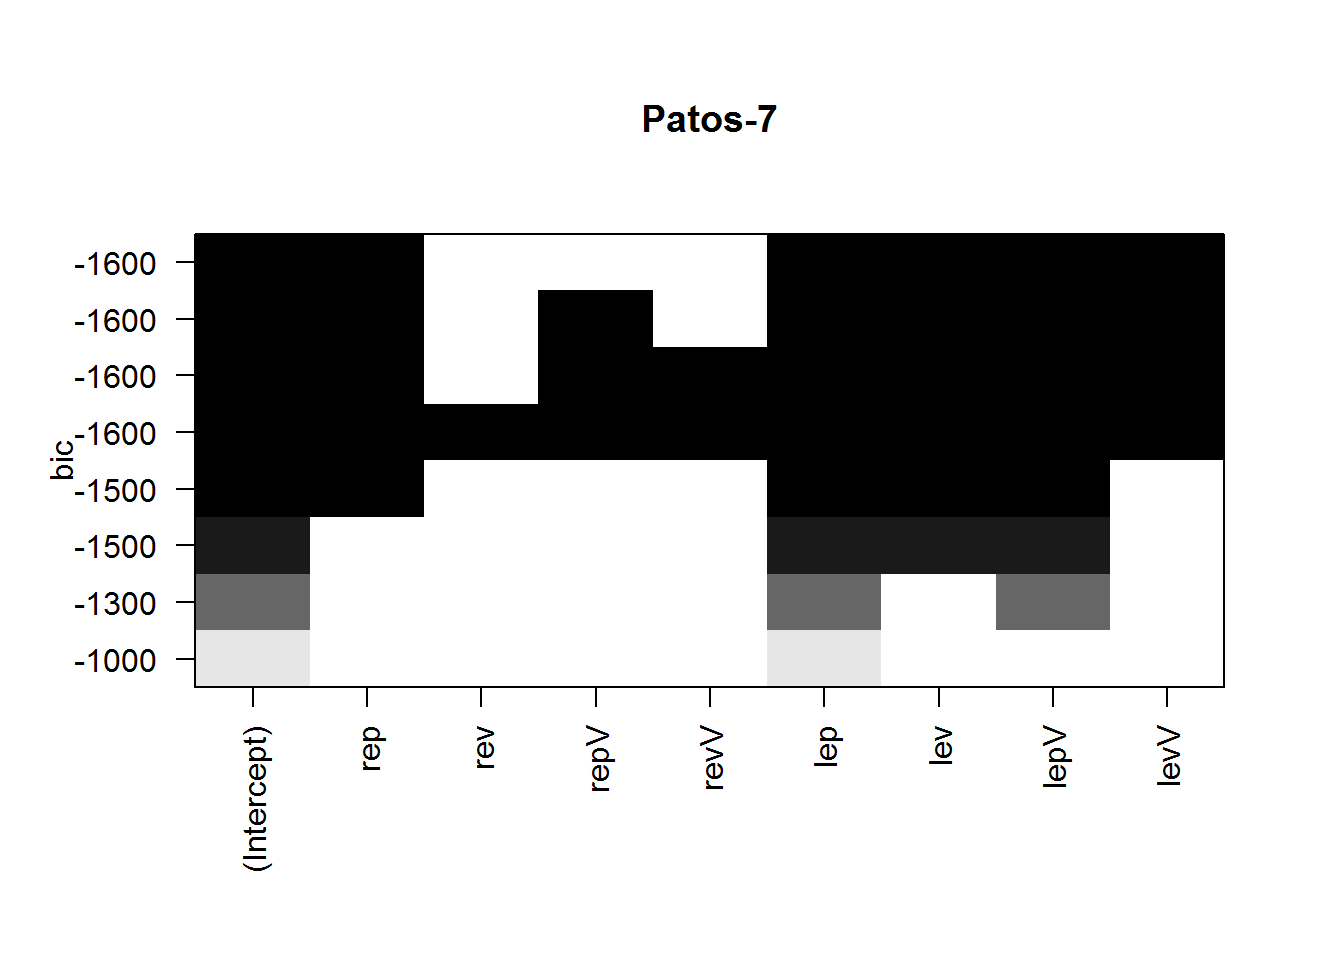 Patos-7
bic
-1600
-1600
-1600
-1600
-1500
-1500
-1300
-1000
(Intercept)
rep
rev
repV
revV
lep
lev
lepV
levV